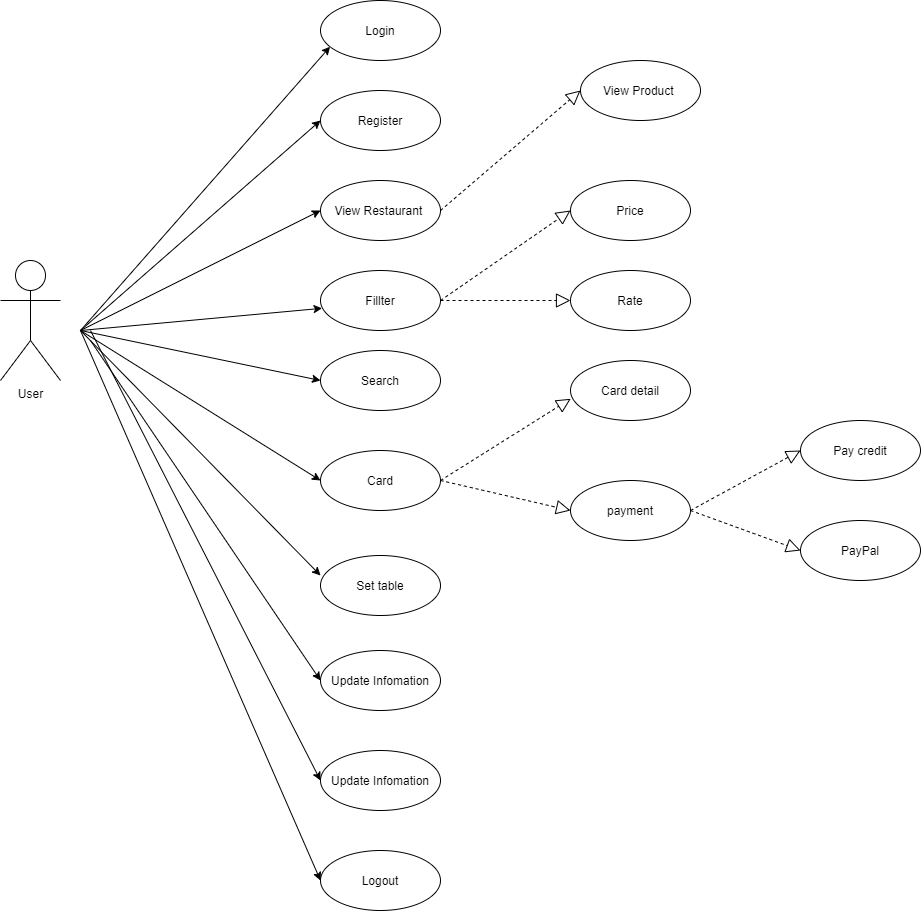 Login
View Product
Register
View Restaurant
Price
Fillter
Rate
User
Search
Card detail
Pay credit
Card
payment
PayPal
Set table
Update Infomation
Update Infomation
Logout